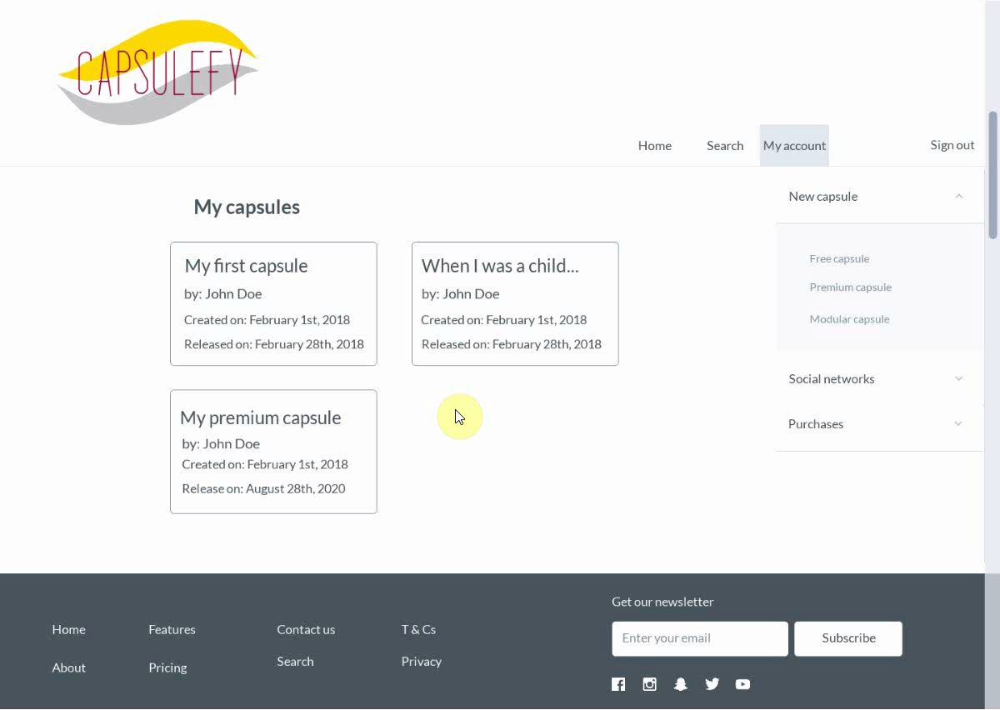 CAPSULEFY
Home Search My account Sign out
My capsules
My first capsule
by: John Doe
Created on: February 1st, 2018
Released on: February 28th, 2018
When I was a child...
by: John Doe
Created on: February 1st, 2018
Released on: February 28th, 2018
My premium capsule
by: John Doe
Created on: February 1st, 2018
Release on: August 28th, 2020
New capsule
Free capsule
Premium capsule
Modular capsule
Social networks
Purchases
Home
About
Features
Pricing
Contact us
Search
T & Cs
Privacy
Get our newsletter
Enter your email
Subscribe